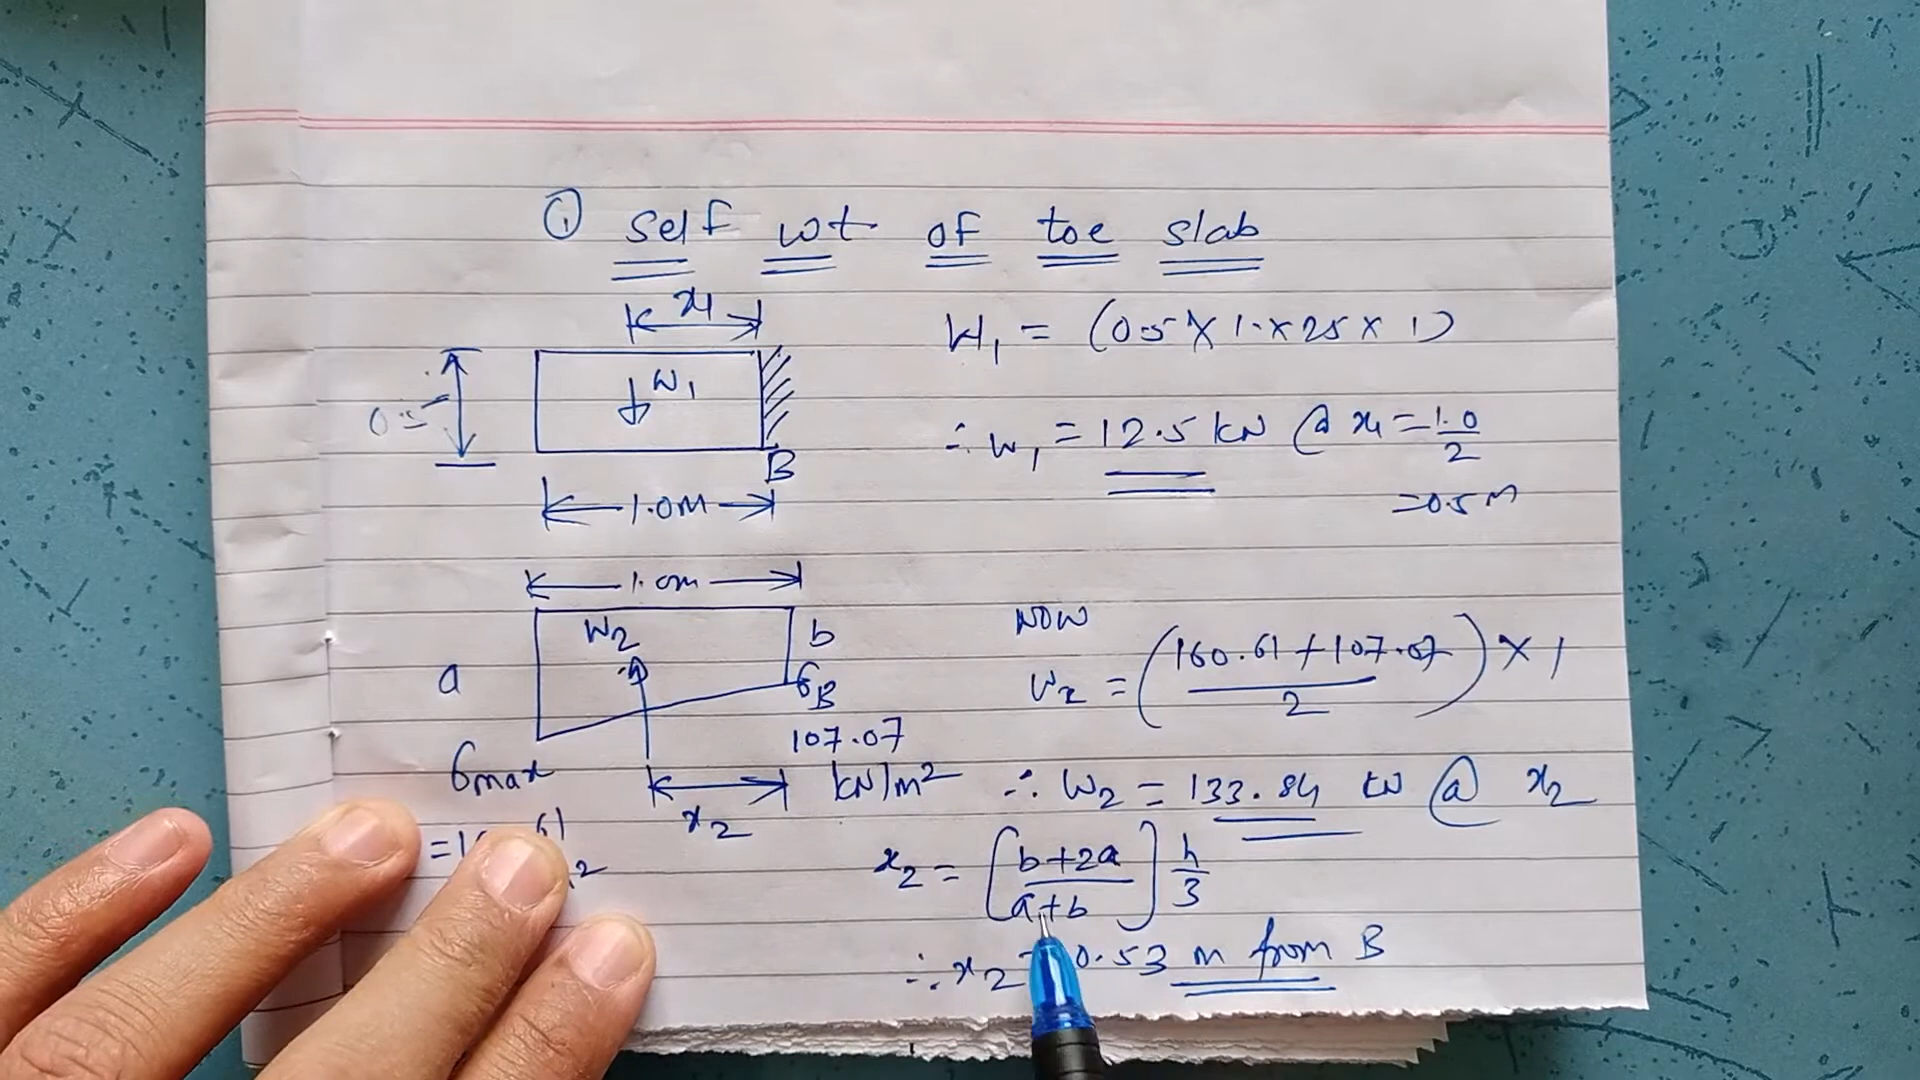 ① self wt of toe slab
x1
W1 = (0.5 x 1. x 25 x 1)
W1
0.5
∴ W1 = 12.5 kN @ x1 = 1.0/2
B
= 0.5 m
1.0m
1.0m
W2
b
NOW
a
σB
W2 = (160.61 + 107.07 / 2) x 1
107.07
σmax
kN/m2
∴ W2 = 133.84 kN @ x2
x2
x2 = [b+2a / a+b] h/3
∴ x2 = 0.53 m from B